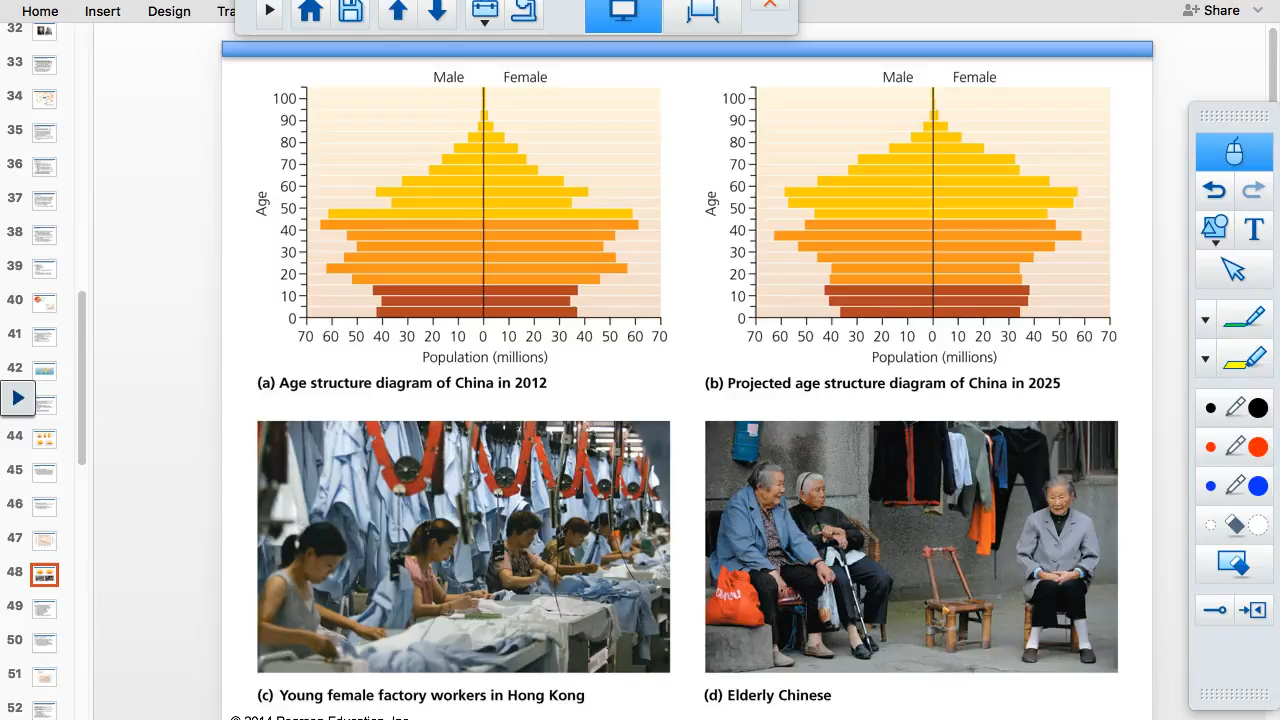 Home Insert Design Tra
Share
32
33
34
35
36
37
38
39
40
41
42
44
45
46
47
48
49
50
51
52
T
Male Female
100
90
80
70
60
50
40
30
20
10
0
Age
70 60 50 40 30 20 10 0 10 20 30 40 50 60 70
Population (millions)
(a) Age structure diagram of China in 2012
Male Female
100
90
80
70
60
50
40
30
20
10
0
Age
70 60 50 40 30 20 10 0 10 20 30 40 50 60 70
Population (millions)
(b) Projected age structure diagram of China in 2025
(c) Young female factory workers in Hong Kong
(d) Elderly Chinese
© 2014 Pearson Education, Inc.